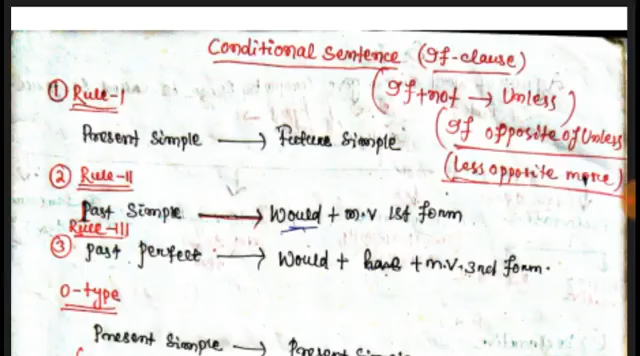 Conditional Sentence (If-clause)
(If+not → Unless)
① Rule-I
Present Simple → Future Simple
(If opposite of Unless
(Less opposite more)
② Rule-II
Past Simple → Would + m.v 1st form
Rule-III
③ past perfect → Would + have + m.v. 3rd form.
0-type
Present Simple → Present Simple